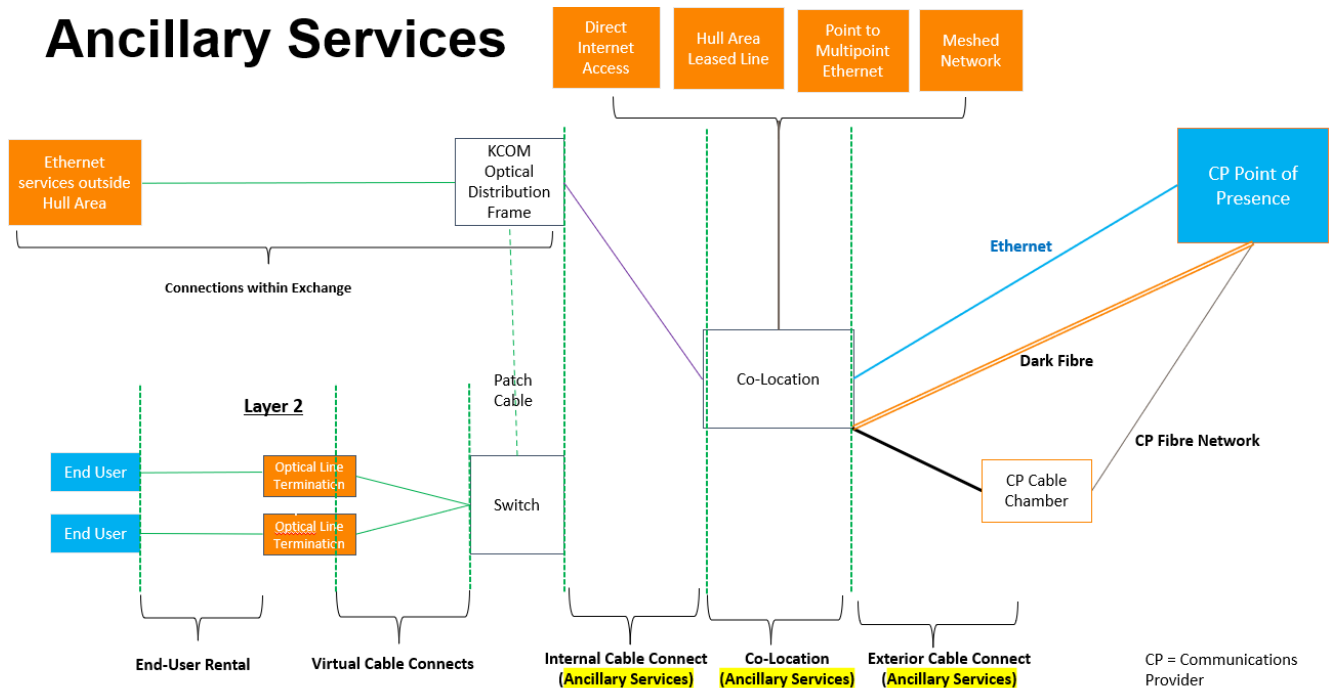 Ancillary Services
Direct
Internet
Access
Hull Area
Leased Line
Point to
Multipoint
Ethernet
Meshed
Network
Ethernet
services outside
Hull Area
KCOM
Optical
Distribution
Frame
CP Point of
Presence
Ethernet
Connections within Exchange
Co-Location
Dark Fibre
Patch
Cable
Layer 2
CP Fibre Network
End User
Optical Line
Termination
Switch
CP Cable
Chamber
End User
Optical Line
Termination
End-User Rental
Virtual Cable Connects
Internal Cable Connect
(Ancillary Services)
Co-Location
(Ancillary Services)
Exterior Cable Connect
(Ancillary Services)
CP = Communications
Provider